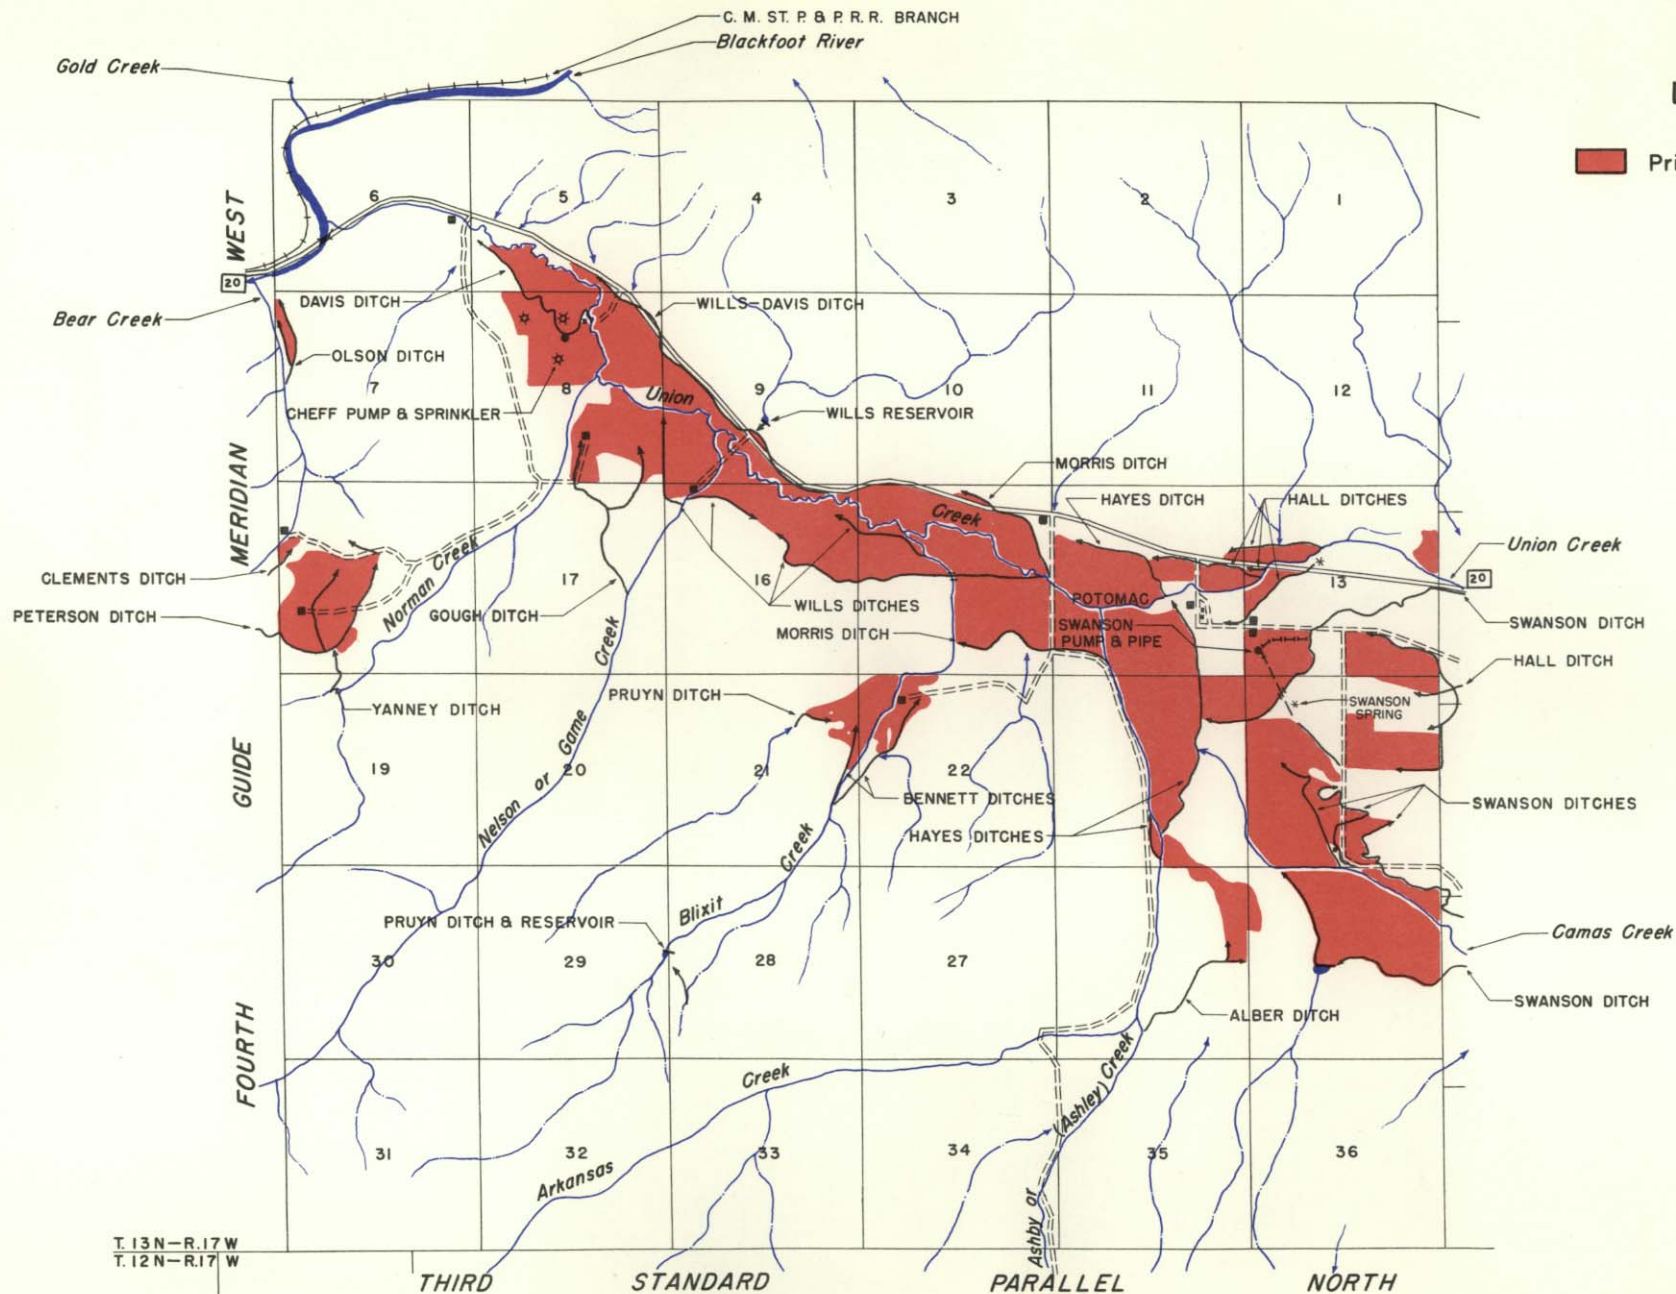 C. M. ST. P. & P. R. R. BRANCH
Blackfoot River
Gold Creek
Pri
6
5
4
3
2
1
WEST
20
DAVIS DITCH
WILLS-DAVIS DITCH
Bear Creek
OLSON DITCH
7
8
Union
9
10
11
12
CHEFF PUMP & SPRINKLER
WILLS RESERVOIR
MERIDIAN
MORRIS DITCH
HAYES DITCH
HALL DITCHES
Creek
Union Creek
CLEMENTS DITCH
Norman Creek
17
16
13
20
PETERSON DITCH
GOUGH DITCH
WILLS DITCHES
POTOMAC
SWANSON DITCH
MORRIS DITCH
SWANSON
PUMP & PIPE
HALL DITCH
Creek
YANNEY DITCH
PRUYN DITCH
SWANSON
SPRING
GUIDE
19
Nelson or Game
20
21
22
BENNETT DITCHES
SWANSON DITCHES
HAYES DITCHES
Creek
PRUYN DITCH & RESERVOIR
Blixit
Camas Creek
30
29
28
27
SWANSON DITCH
ALBER DITCH
FOURTH
Creek
(Ashley) Creek
31
32
33
34
35
36
Arkansas
Ashby or
T. 13 N-R. 17 W
T. 12 N-R. 17 W
THIRD STANDARD PARALLEL NORTH